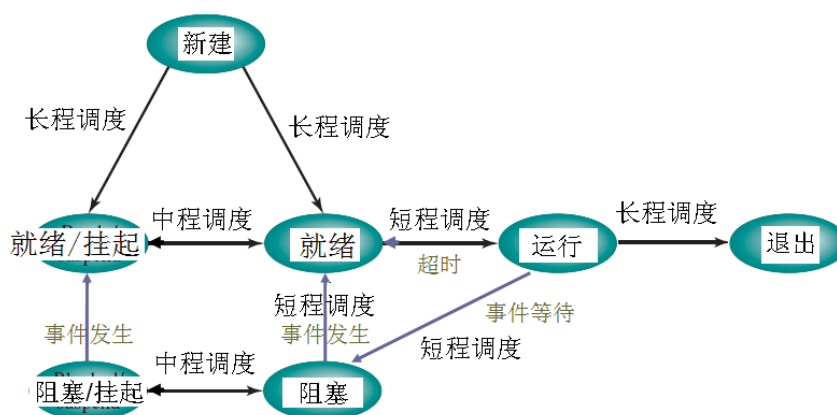 新建
长程调度
长程调度
中程调度
短程调度
长程调度
就绪/挂起
就绪
运行
退出
超时
短程调度
事件发生
事件发生
事件等待
短程调度
中程调度
阻塞/挂起
阻塞